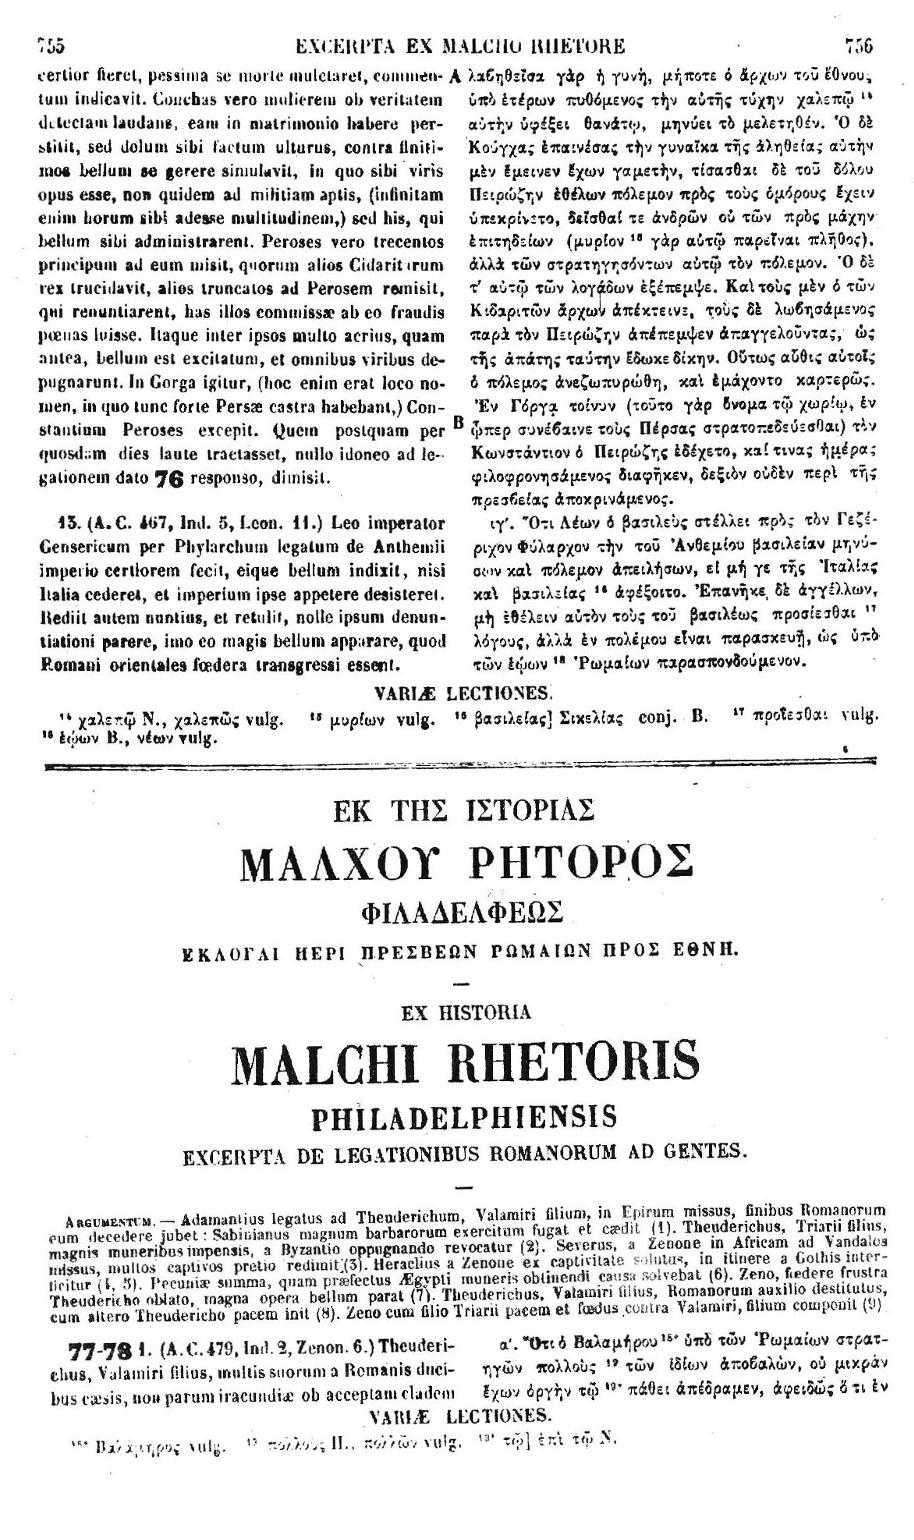 755 EXCERPTA EX MALCHO RHETORE 756
certior fieret, pessima se morte mulctaret, commen-
tum indicavit. Conchas vero mulierem ob veritatem
detectam laudans, eam in matrimonio habere per-
stitit, sed dolum sibi factum ulturus, contra finiti-
mos bellum se gerere simulavit, in quo sibi viris
opus esse, non quidem ad militiam aptis, (infinitam
enim horum sibi adesse multitudinem,) sed his, qui
bellum sibi administrarent. Peroses vero trecentos
principum ad eum misit, quorum alios Cidaritarum
rex trucidavit, alios truncatos ad Perosem remisit,
qui renuntiarent, has illos commissæ ab eo fraudis
pœnas luisse. Itaque inter ipsos multo acrius, quam
antea, bellum est excitatum, et omnibus viribus de-
pugnarunt. In Gorga igitur, (hoc enim erat loco no-
men, in quo tunc forte Persæ castra habebant,) Con-
stantium Peroses excepit. Quem postquam per
quosdam dies laute tractasset, nullo idoneo ad le-
gationem dato 76 responso, dimisit.
13. (A. C. 467, Ind. 5, Leon. 11.) Leo imperator
Gensericum per Phylarchum legatum de Anthemii
imperio certiorem fecit, eique bellum indixit, nisi
Italia cederet, et imperium ipse appetere desisteret.
Rediit autem nuntius, et retulit, nolle ipsum denun-
tiationi parere, imo eo magis bellum apparare, quod
Romani orientales fœdera transgressi essent.
A λαβηθεῖσα γὰρ ἡ γυνὴ, μήποτε ὁ ἄρχων τοῦ ἔθνους
ὑπὸ ἑτέρων πυθόμενος τὴν αὐτῆς τύχην χαλεπῷ 14
αὐτὴν ὑφέξει θανάτῳ, μηνύει τὸ μελετηθέν. Ὁ δὲ
Κούγχας ἐπαινέσας τὴν γυναῖκα τῆς ἀληθείας αὐτὴν
μὲν ἔμεινεν ἔχων γαμετὴν, τίσασθαι δὲ τοῦ δόλου
Πειρώζην ἐθέλων πόλεμον πρὸς τοὺς ὁμόρους ἔχειν
ὑπεκρίνετο, δεῖσθαί τε ἀνδρῶν οὐ τῶν πρὸς μάχην
ἐπιτηδείων (μυρίον 15 γὰρ αὐτῷ παρεῖναι πλῆθος),
ἀλλὰ τῶν στρατηγησόντων αὐτῷ τὸν πόλεμον. Ὁ δὲ
τ' αὐτῷ τῶν λογάδων ἐξέπεμψε. Καὶ τοὺς μὲν ὁ τῶν
Κιδαριτῶν ἄρχων ἀπέκτεινε, τοὺς δὲ λωβησάμενος
παρὰ τὸν Πειρώζην ἀπέπεμψεν ἀπαγγελοῦντας, ὡς
τῆς ἀπάτης ταύτην ἔδωκε δίκην. Οὕτως αὖθις αὐτοῖς
ὁ πόλεμος ἀνεζωπυρώθη, καὶ ἐμάχοντο καρτερῶς.
Ἐν Γόργᾳ τοίνυν (τοῦτο γὰρ ὄνομα τῷ χωρίῳ, ἐν
B ᾧπερ συνέβαινε τοὺς Πέρσας στρατοπεδεύεσθαι) τὸν
Κωνστάντιον ὁ Πειρώζης ἐδέχετο, καί τινας ἡμέρας
φιλοφρονησάμενος διαφῆκεν, δεξιὸν οὐδὲν περὶ τῆς
πρεσβείας ἀποκρινάμενος.
ιγ'. Ὅτι Λέων ὁ βασιλεὺς στέλλει πρὸς τὸν Γεζέ-
ριχον Φύλαρχον τὴν τοῦ Ἀνθεμίου βασιλείαν μηνύ-
σων καὶ πόλεμον ἀπειλήσων, εἰ μή γε τῆς Ἰταλίας
καὶ βασιλείας 16 ἀφέξοιτο. Ἐπανῆκε δὲ ἀγγέλλων,
μὴ ἐθέλειν αὐτὸν τοὺς τοῦ βασιλέως προσίεσθαι 17
λόγους, ἀλλὰ ἐν πολέμου εἶναι παρασκευῇ, ὡς ὑπὸ
τῶν ἑῴων 18 Ῥωμαίων παρασπονδούμενον.
VARIÆ LECTIONES.
14 χαλεπῷ N., χαλεπῶς vulg. 15 μυρίων vulg. 16 βασιλείας] Σικελίας conj. B. 17 προΐεσθαι vulg.
18 ἑῴων B., νέων vulg.
ΕΚ ΤΗΣ ΙΣΤΟΡΙΑΣ
ΜΑΛΧΟΥ ΡΗΤΟΡΟΣ
ΦΙΛΑΔΕΛΦΕΩΣ
ΕΚΛΟΓΑΙ ΠΕΡΙ ΠΡΕΣΒΕΩΝ ΡΩΜΑΙΩΝ ΠΡΟΣ ΕΘΝΗ.
EX HISTORIA
MALCHI RHETORIS
PHILADELPHIENSIS
EXCERPTA DE LEGATIONIBUS ROMANORUM AD GENTES.
ARGUMENTUM. — Adamantius legatus ad Theuderichum, Valamiri filium, in Epirum missus, finibus Romanorum
eum decedere jubet: Sabinianus magnum barbarorum exercitum fugat et cædit (1). Theuderichus, Triarii filius,
magnis muneribus impensis, a Byzantio oppugnando revocatur (2). Severus, a Zenone in Africam ad Vandalos
missus, multos captivos pretio redimit (3). Heraclius a Zenone ex captivitate solutus, in itinere a Gothis inter-
ficitur (4, 5). Pecuniæ summa, quam præfectus Ægypti muneris obtinendi causa solvebat (6). Zeno, fœdere frustra
Theudericho oblato, magna opera bellum parat (7). Theuderichus, Valamiri filius, Romanorum auxilio destitutus,
cum altero Theudericho pacem init (8). Zeno cum filio Triarii pacem et fœdus contra Valamiri, filium componit (9)
77-78 1. (A. C. 479, Ind. 2, Zenon. 6.) Theuderi-
chus, Valamiri filius, multis suorum a Romanis duci-
bus cæsis, non parum iracundiæ ob acceptam cladem
α'. Ὅτι ὁ Βαλαμήρου 18* ὑπὸ τῶν Ῥωμαίων στρατ-
ηγῶν πολλοὺς 19 τῶν ἰδίων ἀποβαλὼν, οὐ μικρὰν
ἔχων ὀργὴν τῷ 19* πάθει ἀπέδραμεν, ἀφειδῶς ὅ τι ἐν
VARIÆ LECTIONES.
18* Βαλάμηρος vulg. 19 πολλοὺς N., πολλῶν vulg. 19* τῷ] ἐπὶ τῷ N.